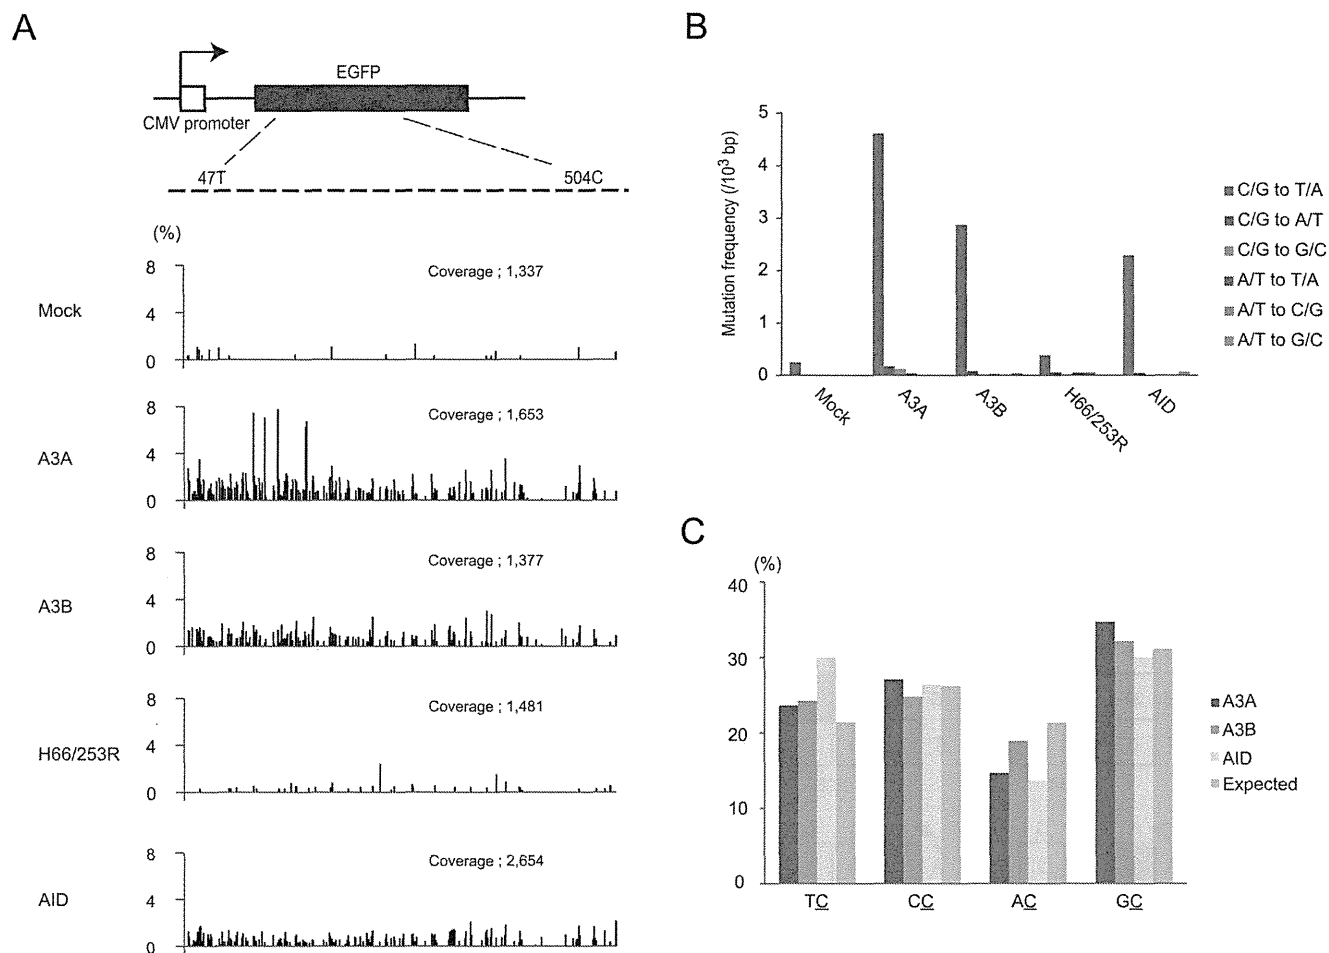 A
EGFP
CMV promoter
47T
504C
(%)
Mock
8
4
0
Coverage ; 1,337
A3A
8
4
0
Coverage ; 1,653
A3B
8
4
0
Coverage ; 1,377
H66/253R
8
4
0
Coverage ; 1,481
AID
8
4
0
Coverage ; 2,654
B
Mutation frequency (/10³ bp)
5
4
3
2
1
0
Mock
A3A
A3B
H66/253R
AID
C/G to T/A
C/G to A/T
C/G to G/C
A/T to T/A
A/T to C/G
A/T to G/C
C
(%)
40
30
20
10
0
TC
CC
AC
GC
A3A
A3B
AID
Expected